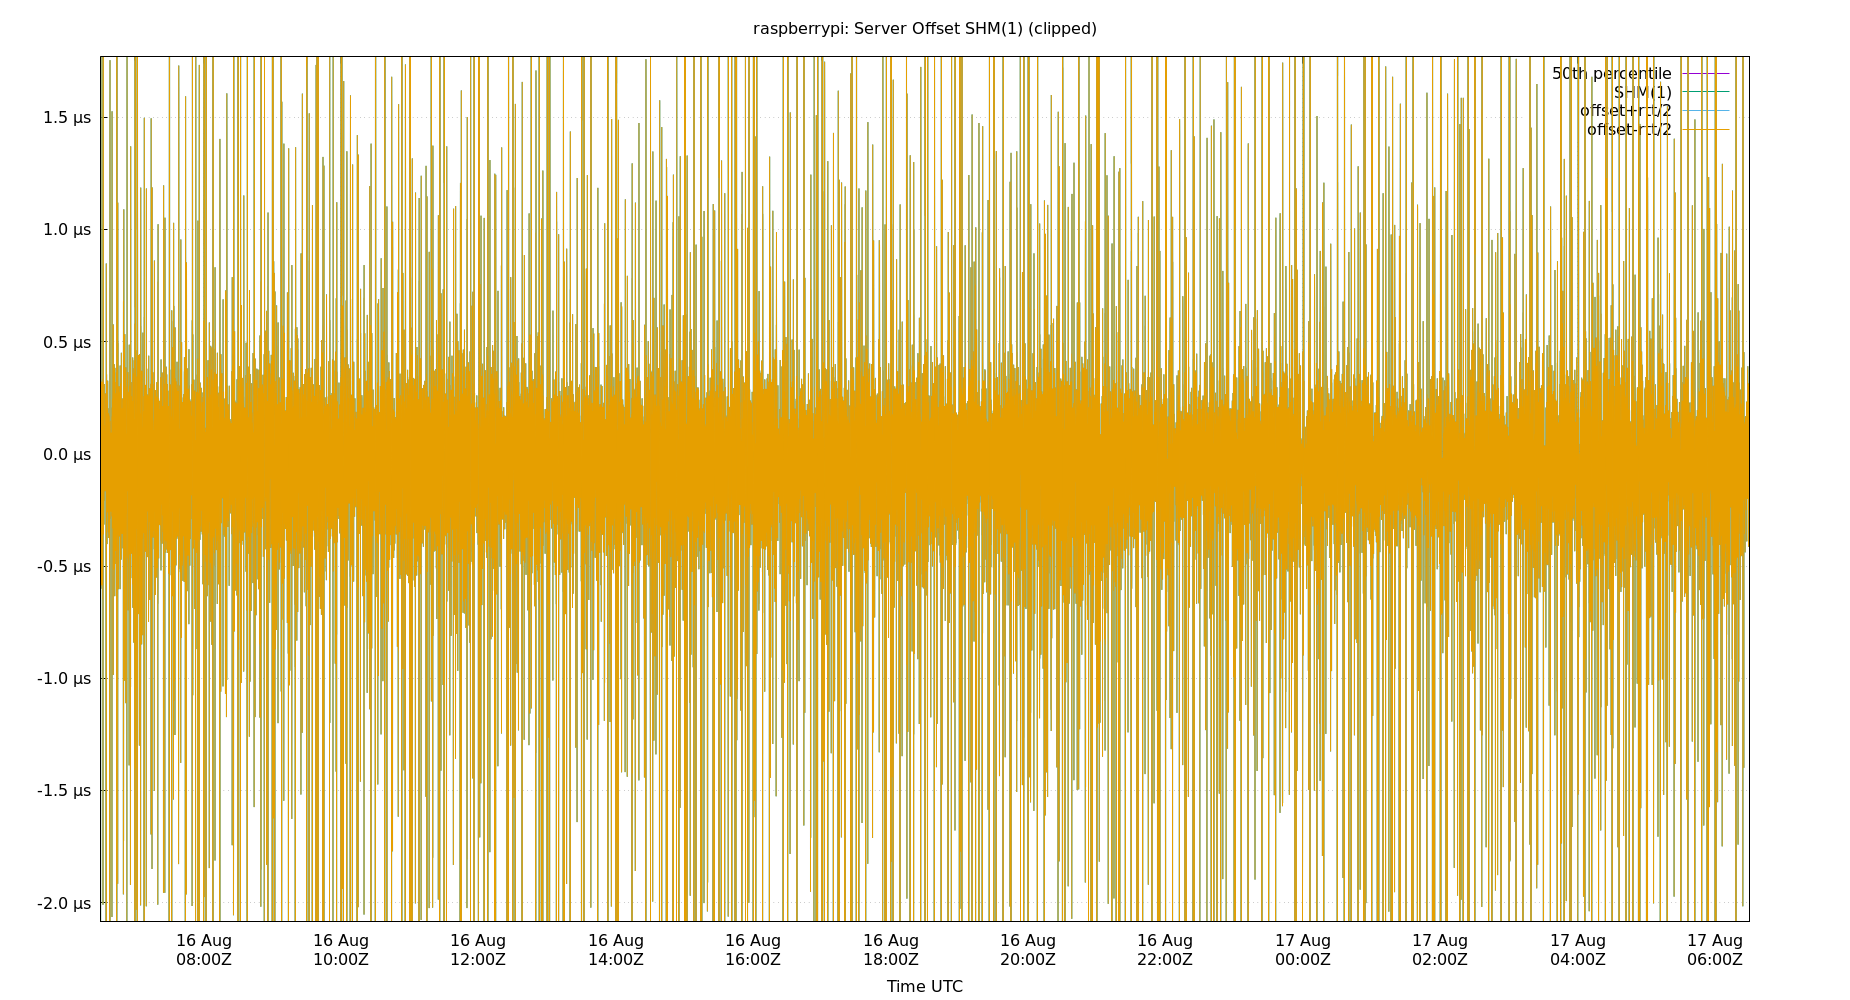 raspberrypi: Server Offset SHM(1) (clipped)
50th percentile
SHM(1)
offset+rtt/2
offset-rtt/2
1.5 µs
1.0 µs
0.5 µs
0.0 µs
-0.5 µs
-1.0 µs
-1.5 µs
-2.0 µs
16 Aug 16 Aug 16 Aug 16 Aug 16 Aug 16 Aug 16 Aug 16 Aug 17 Aug 17 Aug 17 Aug 17 Aug
08:00Z 10:00Z 12:00Z 14:00Z 16:00Z 18:00Z 20:00Z 22:00Z 00:00Z 02:00Z 04:00Z 06:00Z
Time UTC